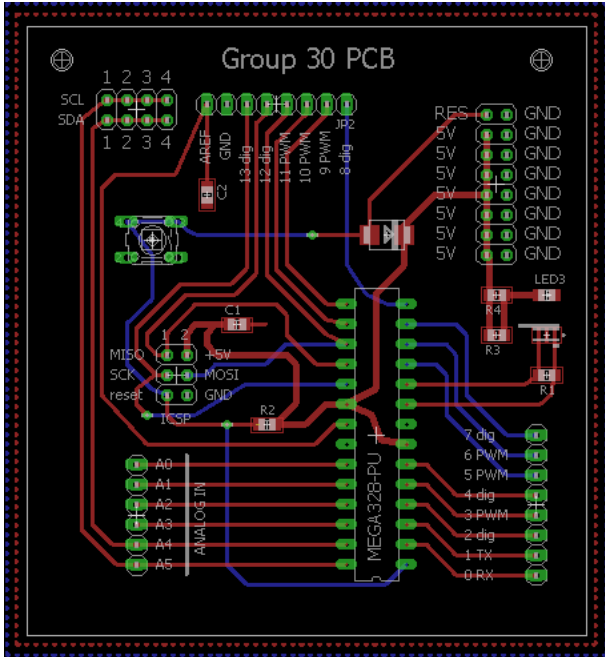 Group 30 PCB
1 2 3 4
SCL
SDA
1 2 3 4
JP2
AREF
GND
13 dig
12 dig
11 PWM
10 PWM
9 PWM
8 dig
C2
RES GND
5V GND
5V GND
5V GND
5V GND
5V GND
5V GND
5V GND
LED3
R4
R3
R1
C1
1 2
MISO +5V
SCK MOSI
reset GND
ICSP
R2
MEGA328-PU
A0
A1
A2
A3
A4
A5
ANALOG IN
7 dig
6 PWM
5 PWM
4 dig
3 PWM
2 dig
1 TX
0 RX